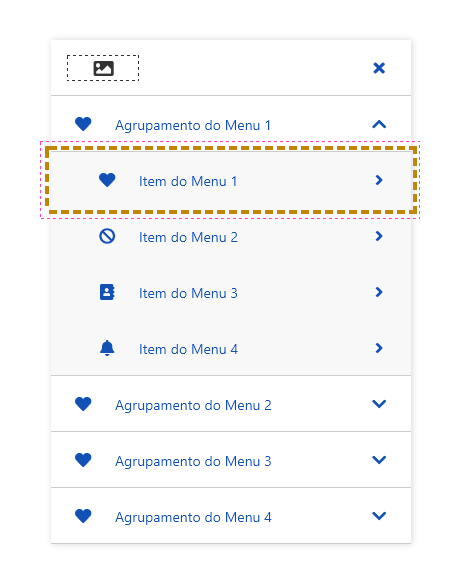 Agrupamento do Menu 1
Item do Menu 1
Item do Menu 2
Item do Menu 3
Item do Menu 4
Agrupamento do Menu 2
Agrupamento do Menu 3
Agrupamento do Menu 4